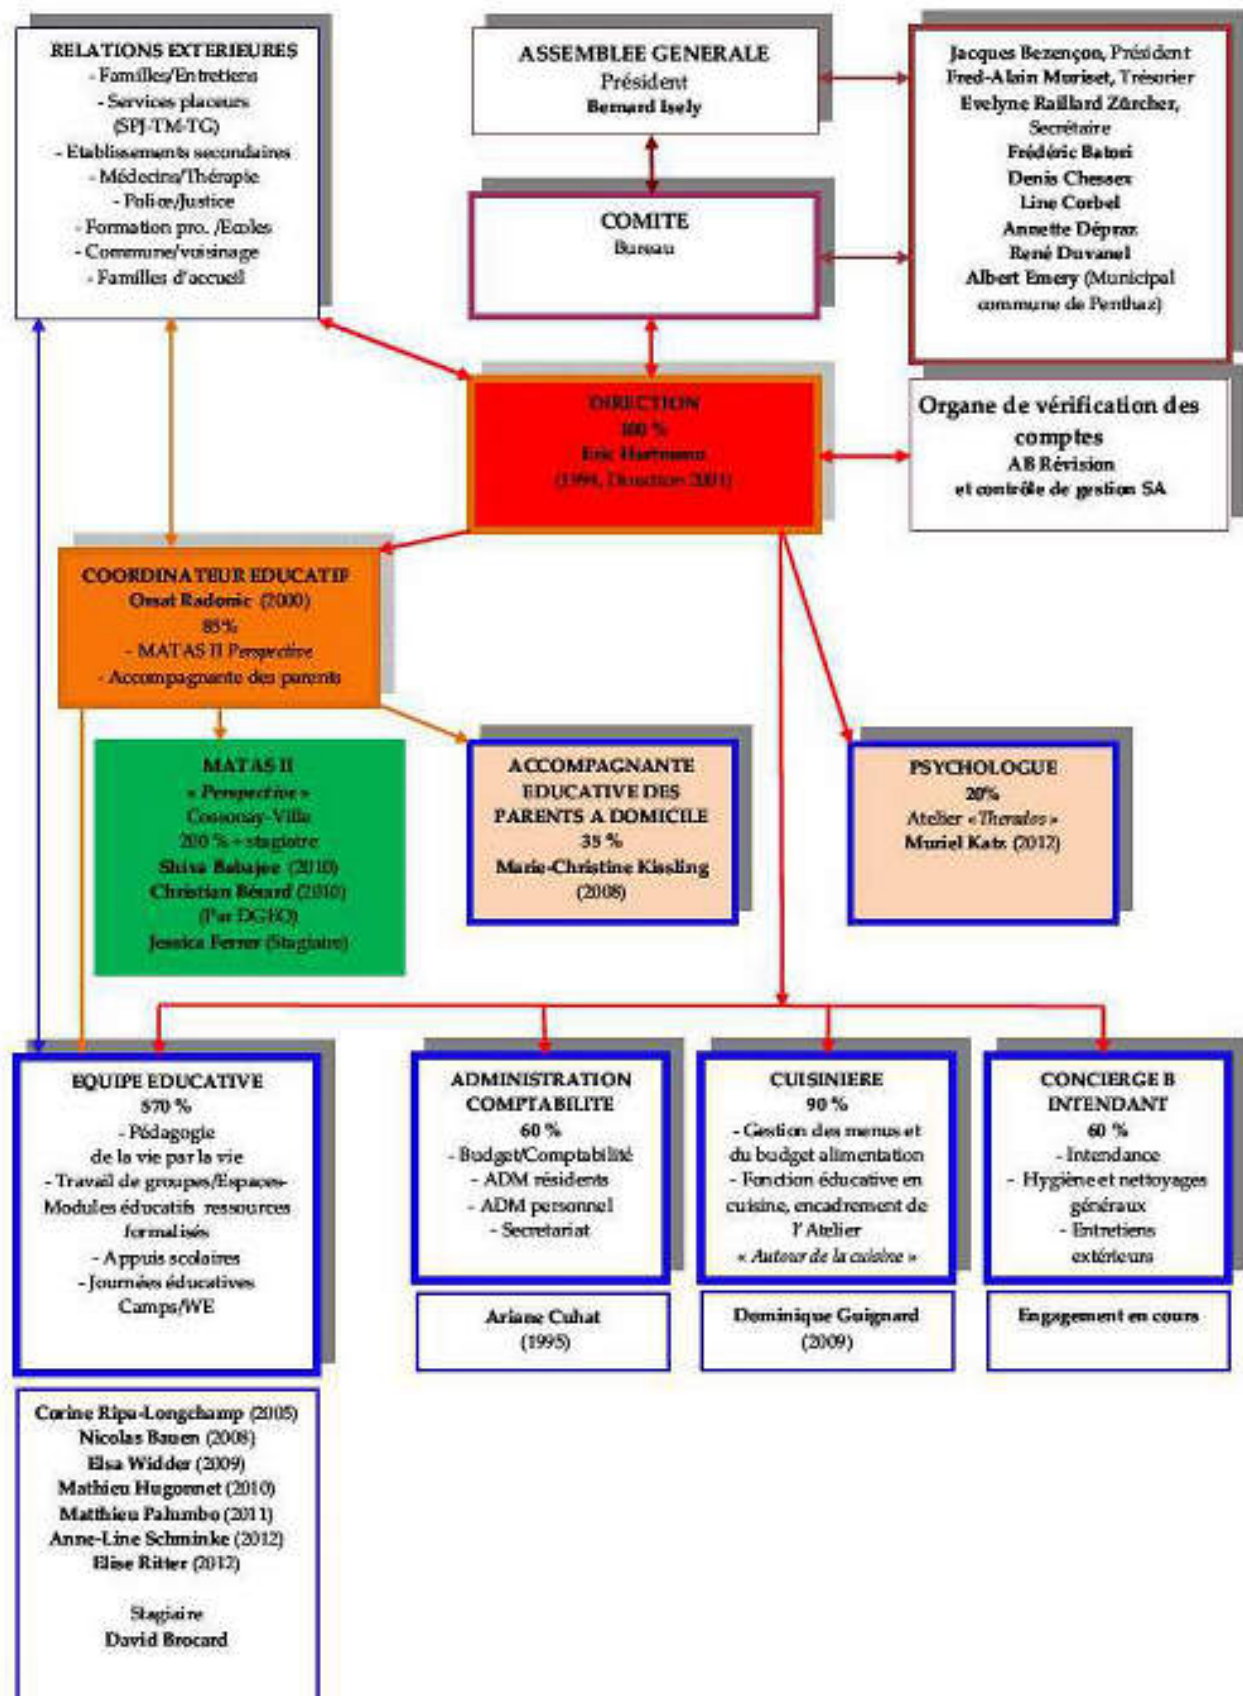 RELATIONS EXTERIEURES
- Familles/Entretiens
- Services placeurs
(SPJ-TM-TG)
- Etablissements secondaires
- Médecins/Thérapie
- Police/Justice
- Formation pro. /Ecoles
- Commune/voisinage
- Familles d'accueil
ASSEMBLEE GENERALE
Président
Bernard Isely
Jacques Bezençon, Président
Fred-Alain Muriset, Trésorier
Evelyne Raillard Zürcher,
Secrétaire
Frédéric Batori
Denis Chessex
Line Corbel
Annette Dépraz
René Duvanel
Albert Emery (Municipal
commune de Penthaz)
COMITE
Bureau
DIRECTION
100 %
Eric Hartmann
(1994, Direction 2001)
Organe de vérification des
comptes
AB Révision
et contrôle de gestion SA
COORDINATEUR EDUCATIF
Omat Radonic (2000)
85%
- MATAS II Perspective
- Accompagnante des parents
MATAS II
« Perspective »
Cossonay-Ville
200 % + stagiaire
Shiva Babajee (2010)
Christian Bérard (2010)
(Par DGEO)
Jessica Ferrer (Stagiaire)
ACCOMPAGNANTE
EDUCATIVE DES
PARENTS A DOMICILE
35 %
Marie-Christine Kissling
(2008)
PSYCHOLOGUE
20%
Atelier « Therados »
Muriel Katz (2012)
EQUIPE EDUCATIVE
570 %
- Pédagogie
de la vie par la vie
- Travail de groupes/Espaces-
Modules éducatifs ressources
formalisés
- Appuis scolaires
- Journées éducatives
Camps/WE
ADMINISTRATION
COMPTABILITE
60 %
- Budget/Comptabilité
- ADM résidents
- ADM personnel
- Secretariat
CUISINIERE
90 %
- Gestion des menus et
du budget alimentation
- Fonction éducative en
cuisine, encadrement de
l'Atelier
« Autour de la cuisine »
CONCIERGE B
INTENDANT
60 %
- Intendance
- Hygiène et nettoyages
généraux
- Entretiens
extérieurs
Ariane Cuhat
(1995)
Dominique Guignard
(2009)
Engagement en cours
Corine Ripa-Longchamp (2005)
Nicolas Bauen (2008)
Elsa Widder (2009)
Mathieu Hugonnet (2010)
Matthieu Palumbo (2011)
Anne-Line Schminke (2012)
Elise Ritter (2012)
Stagiaire
David Brocard